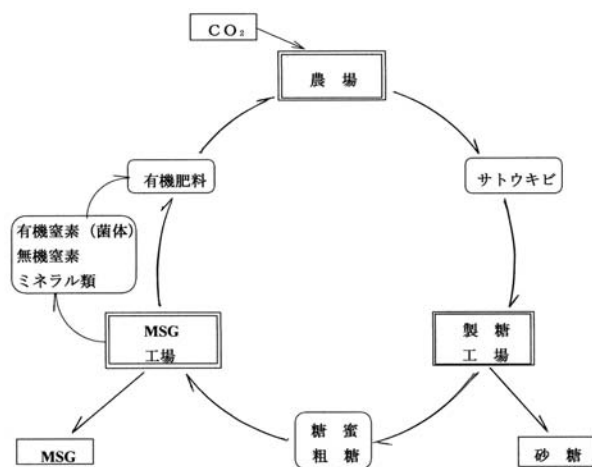 CO₂
農 場
有機肥料
サトウキビ
有機窒素（菌体）
無機窒素
ミネラル類
MSG
工場
製 糖
工 場
糖 蜜
粗 糖
MSG
砂 糖